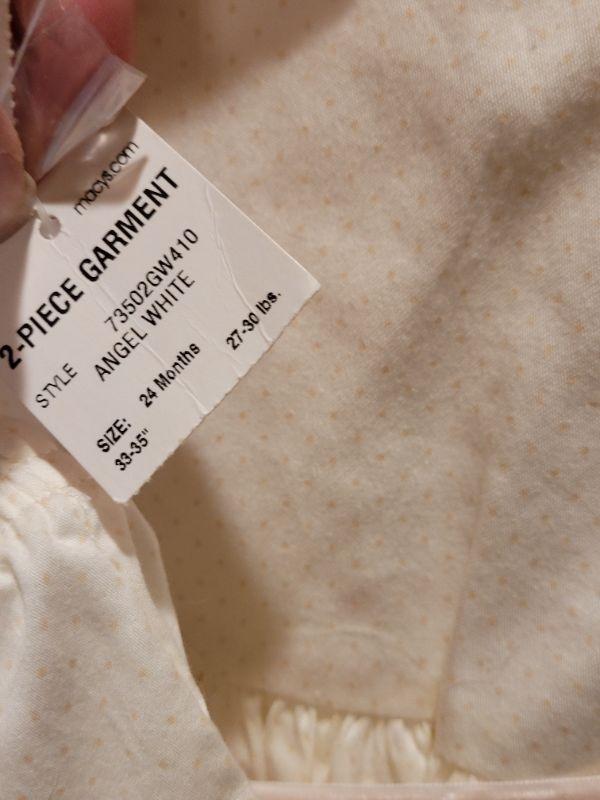 macys.com
2-PIECE GARMENT
STYLE 73502GW410
ANGEL WHITE
SIZE: 24 Months 27-30 lbs.
33-35"